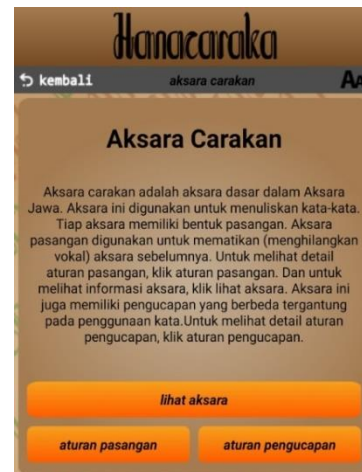 Hanacaraka
kembali aksara carakan AA
Aksara Carakan
Aksara carakan adalah aksara dasar dalam Aksara
Jawa. Aksara ini digunakan untuk menuliskan kata-kata.
Tiap aksara memiliki bentuk pasangan. Aksara
pasangan digunakan untuk mematikan (menghilangkan
vokal) aksara sebelumnya. Untuk melihat detail
aturan pasangan, klik aturan pasangan. Dan untuk
melihat informasi aksara, klik lihat aksara. Aksara ini
juga memiliki pengucapan yang berbeda tergantung
pada penggunaan kata.Untuk melihat detail aturan
pengucapan, klik aturan pengucapan.
lihat aksara
aturan pasangan aturan pengucapan